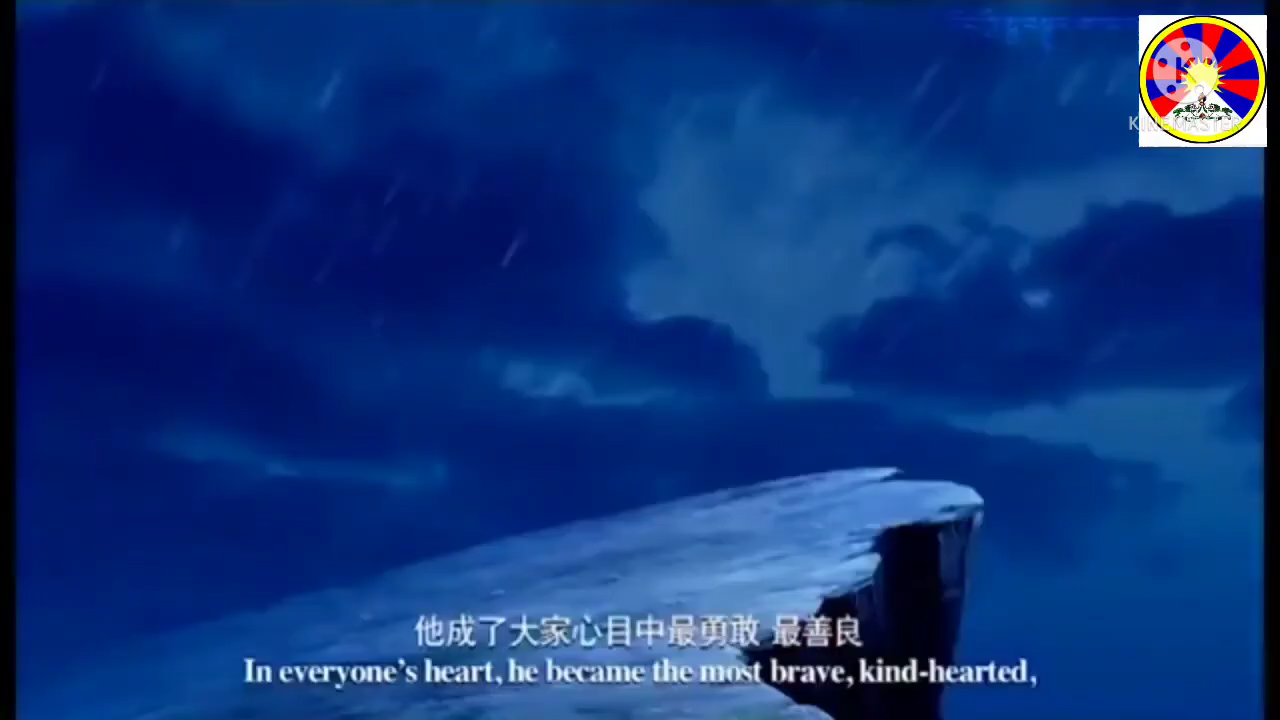 KINEMASTER
他成了大家心目中最勇敢 最善良
In everyone's heart, he became the most brave, kind-hearted,